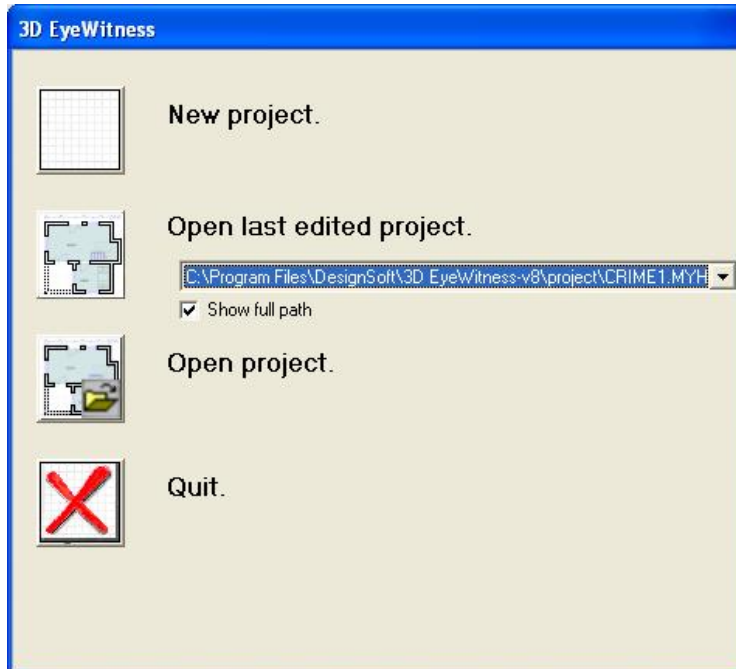 3D EyeWitness
New project.
Open last edited project.
C:\Program Files\DesignSoft\3D EyeWitness-v8\project\CRIME1.MYH
Show full path
Open project.
Quit.